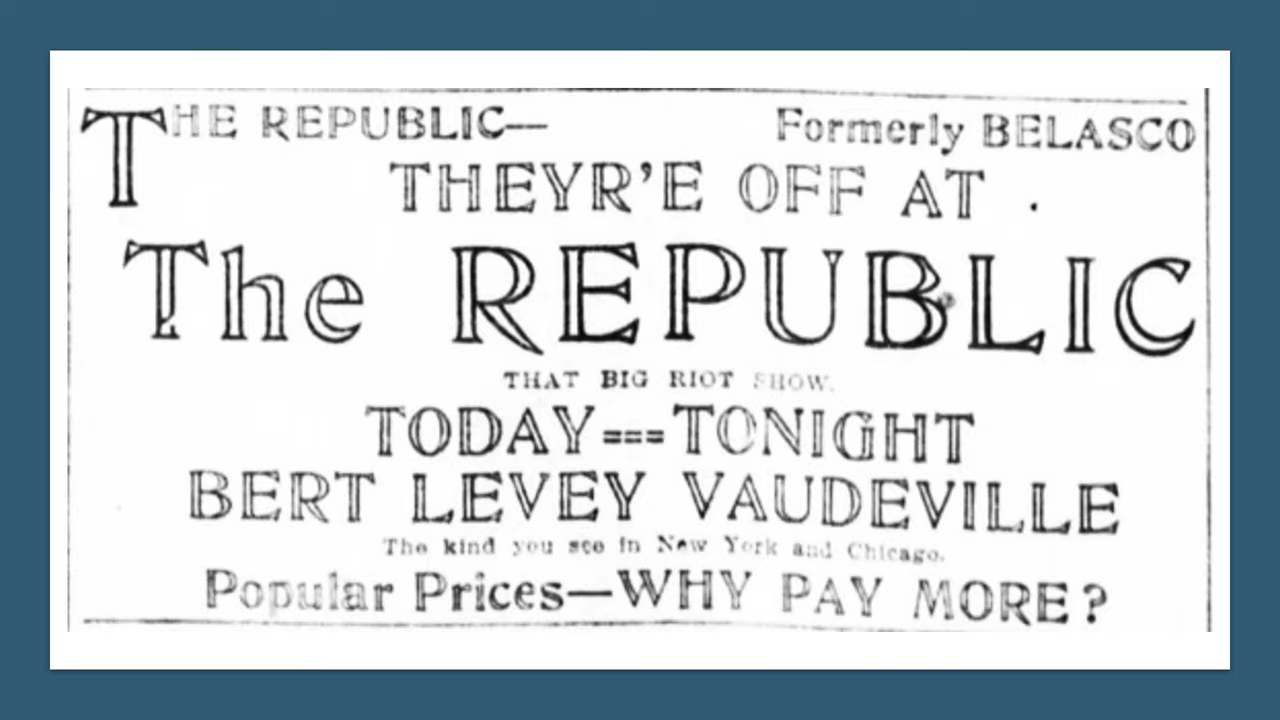 THE REPUBLIC— Formerly BELASCO
THEYR'E OFF AT .
The REPUBLIC
THAT BIG RIOT SHOW.
TODAY===TONIGHT
BERT LEVEY VAUDEVILLE
The kind you see in New York and Chicago.
Popular Prices—WHY PAY MORE?